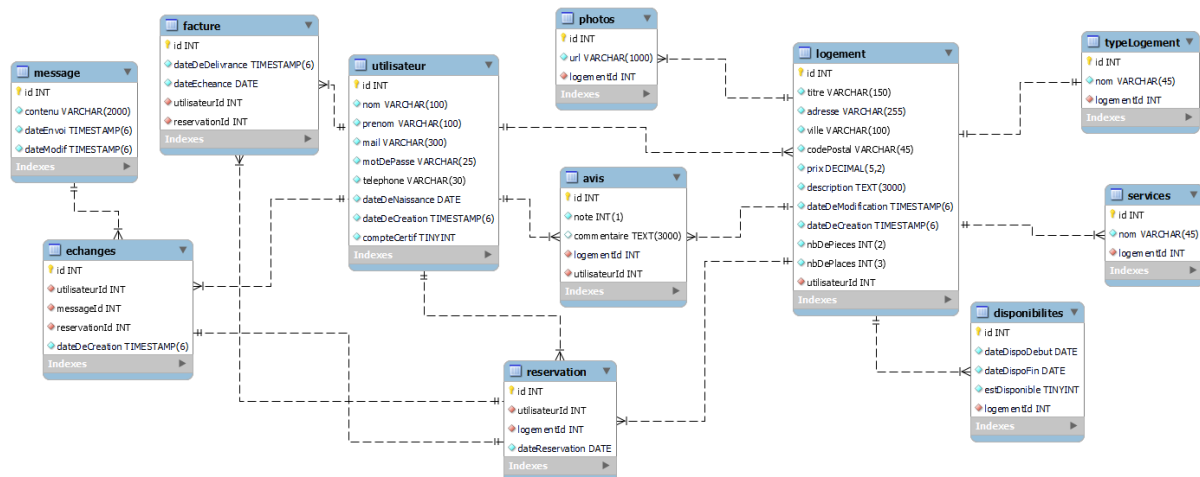 message
id INT
contenu VARCHAR(2000)
dateEnvoi TIMESTAMP(6)
dateModif TIMESTAMP(6)
Indexes
facture
id INT
dateDeDelivrance TIMESTAMP(6)
dateEcheance DATE
utilisateurId INT
reservationId INT
Indexes
utilisateur
id INT
nom VARCHAR(100)
prenom VARCHAR(100)
mail VARCHAR(300)
motDePasse VARCHAR(25)
telephone VARCHAR(30)
dateDeNaissance DATE
dateDeCreation TIMESTAMP(6)
compteCertif TINYINT
Indexes
photos
id INT
url VARCHAR(1000)
logementId INT
Indexes
logement
id INT
titre VARCHAR(150)
adresse VARCHAR(255)
ville VARCHAR(100)
codePostal VARCHAR(45)
prix DECIMAL(5,2)
description TEXT(3000)
dateDeModification TIMESTAMP(6)
dateDeCreation TIMESTAMP(6)
nbDePieces INT(2)
nbDePlaces INT(3)
utilisateurId INT
Indexes
typeLogement
id INT
nom VARCHAR(45)
logementId INT
Indexes
avis
id INT
note INT(1)
commentaire TEXT(3000)
logementId INT
utilisateurId INT
Indexes
services
id INT
nom VARCHAR(45)
logementId INT
Indexes
echanges
id INT
utilisateurId INT
messageId INT
reservationId INT
dateDeCreation TIMESTAMP(6)
Indexes
reservation
id INT
utilisateurId INT
logementId INT
dateReservation DATE
Indexes
disponibilites
id INT
dateDispoDebut DATE
dateDispoFin DATE
estDisponible TINYINT
logementId INT
Indexes